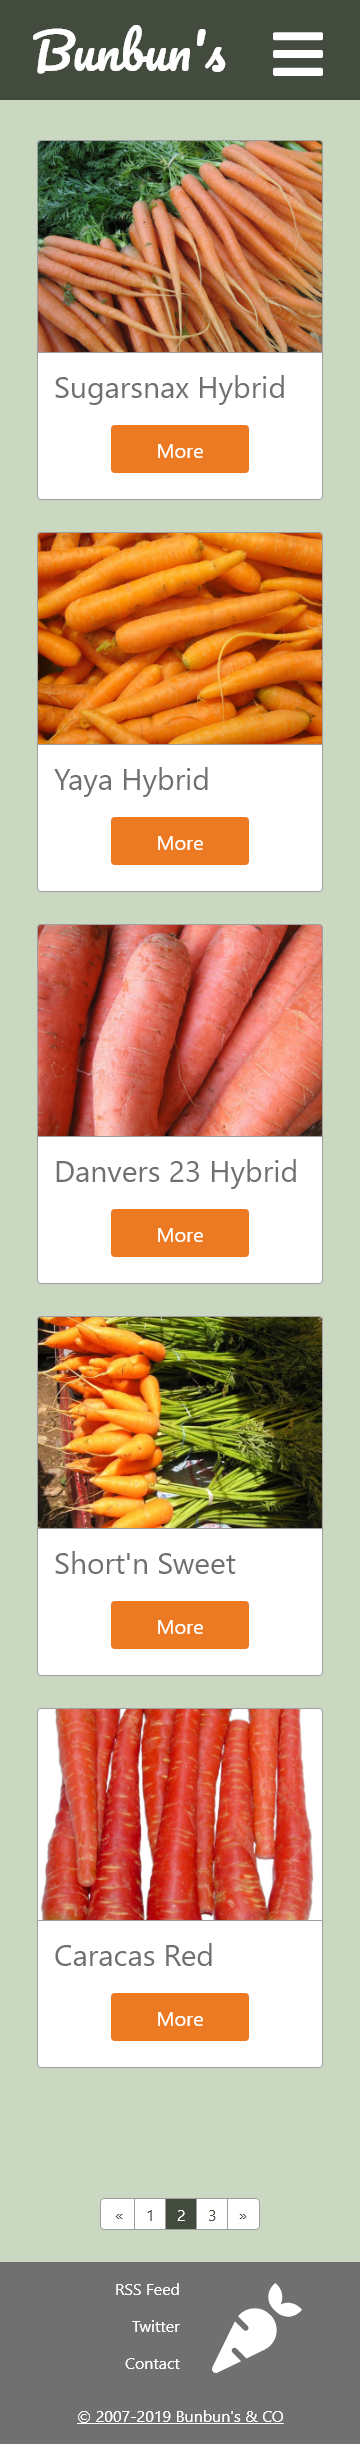 Bunbun's
Sugarsnax Hybrid
More
Yaya Hybrid
More
Danvers 23 Hybrid
More
Short'n Sweet
More
Caracas Red
More
« 1 2 3 »
RSS Feed
Twitter
Contact
© 2007-2019 Bunbun's & CO